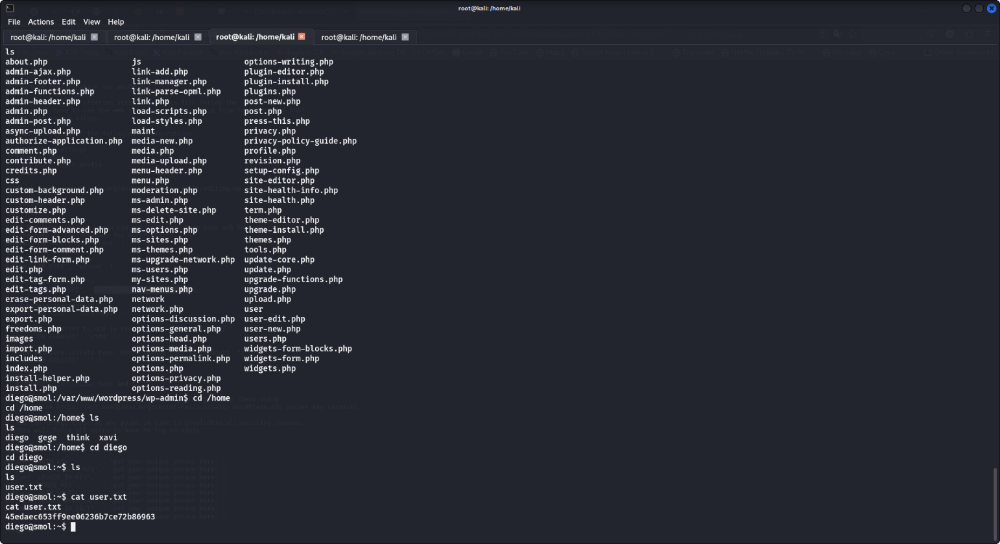 root@kali: /home/kali
File Actions Edit View Help
root@kali: /home/kali root@kali: /home/kali root@kali: /home/kali root@kali: /home/kali
ls
about.php js options-writing.php
admin-ajax.php link-add.php plugin-editor.php
admin-footer.php link-manager.php plugin-install.php
admin-functions.php link-parse-opml.php plugins.php
admin-header.php link.php post-new.php
admin.php load-scripts.php post.php
admin-post.php load-styles.php press-this.php
async-upload.php maint privacy.php
authorize-application.php media-new.php privacy-policy-guide.php
comment.php media.php profile.php
contribute.php media-upload.php revision.php
credits.php menu-header.php setup-config.php
css menu.php site-editor.php
custom-background.php moderation.php site-health-info.php
custom-header.php ms-admin.php site-health.php
customize.php ms-delete-site.php term.php
edit-comments.php ms-edit.php theme-editor.php
edit-form-advanced.php ms-options.php theme-install.php
edit-form-blocks.php ms-sites.php themes.php
edit-form-comment.php ms-themes.php tools.php
edit-link-form.php ms-upgrade-network.php update-core.php
edit.php ms-users.php update.php
edit-tag-form.php my-sites.php upgrade-functions.php
edit-tags.php nav-menus.php upgrade.php
erase-personal-data.php network upload.php
export-personal-data.php network.php user
export.php options-discussion.php user-edit.php
freedoms.php options-general.php user-new.php
images options-head.php users.php
import.php options-media.php widgets-form-blocks.php
includes options-permalink.php widgets-form.php
index.php options.php widgets.php
install-helper.php options-privacy.php
install.php options-reading.php
diego@smol:/var/www/wordpress/wp-admin$ cd /home
cd /home
diego@smol:/home$ ls
ls
diego gege think xavi
diego@smol:/home$ cd diego
cd diego
diego@smol:~$ ls
ls
user.txt
diego@smol:~$ cat user.txt
cat user.txt
45edaec653ff9ee06236b7ce72b86963
diego@smol:~$